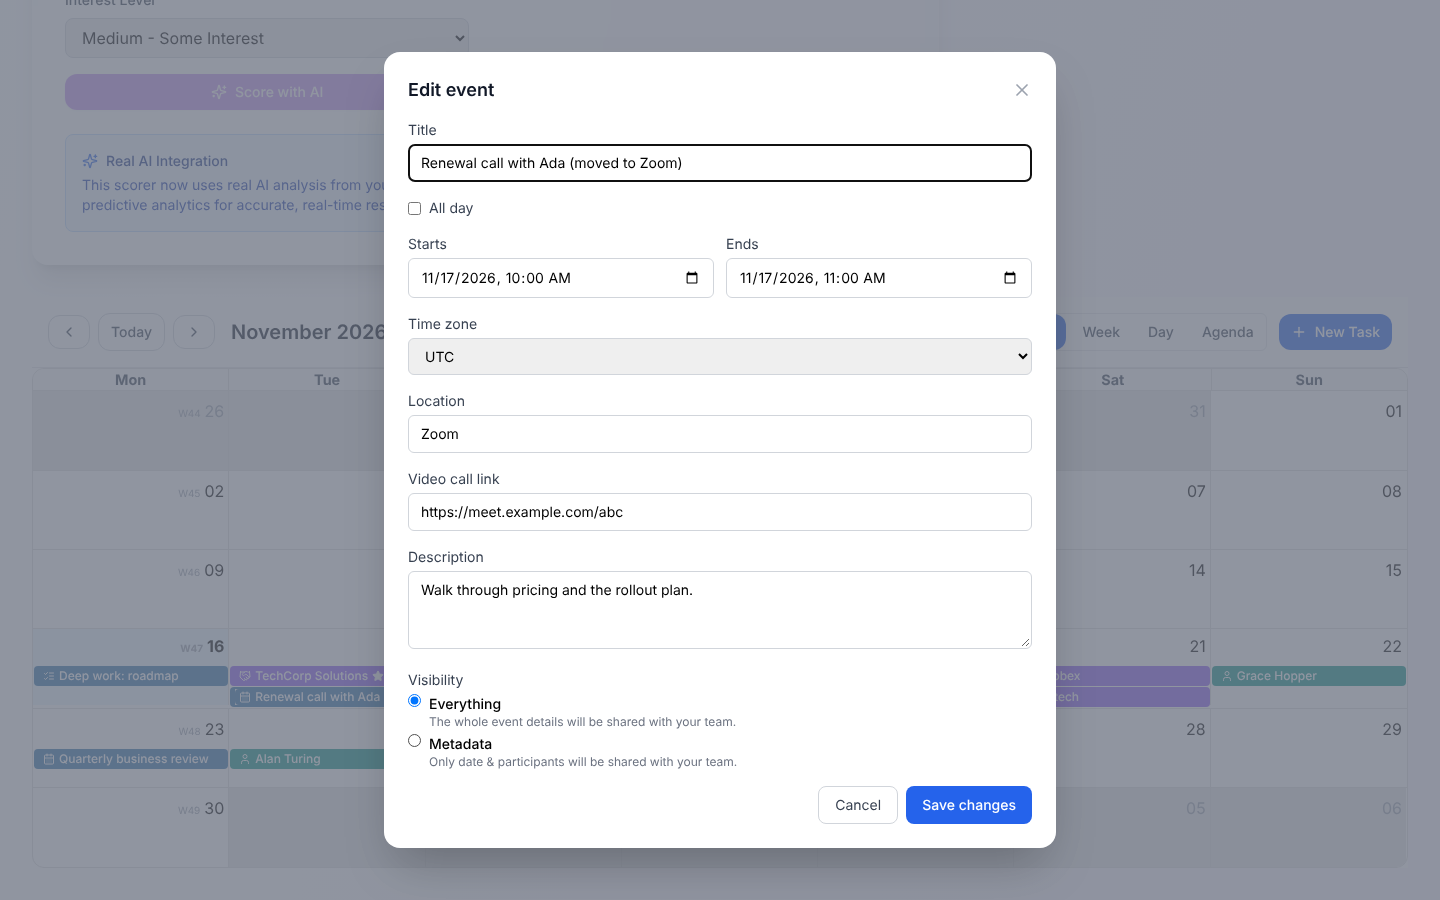 Interest Level
Medium - Some Interest
Score with AI
Real AI Integration
This scorer now uses real AI analysis from
predictive analytics for accurate, real-time
Edit event
Title
Renewal call with Ada (moved to Zoom)
All day
Starts
Ends
11/17/2026, 10:00 AM
11/17/2026, 11:00 AM
Time zone
UTC
Location
Zoom
Video call link
https://meet.example.com/abc
Description
Walk through pricing and the rollout plan.
Visibility
Everything
The whole event details will be shared with your team.
Metadata
Only date & participants will be shared with your team.
Cancel
Save changes
Today
November 2026
Week
Day
Agenda
New Task
Mon
Tue
Sat
Sun
W44 26
31
01
W45 02
07
08
W46 09
14
15
W47 16
21
22
Deep work: roadmap
TechCorp Solutions
Grace Hopper
Renewal call with Ada
W48 23
28
29
Quarterly business review
Alan Turing
W49 30
05
06